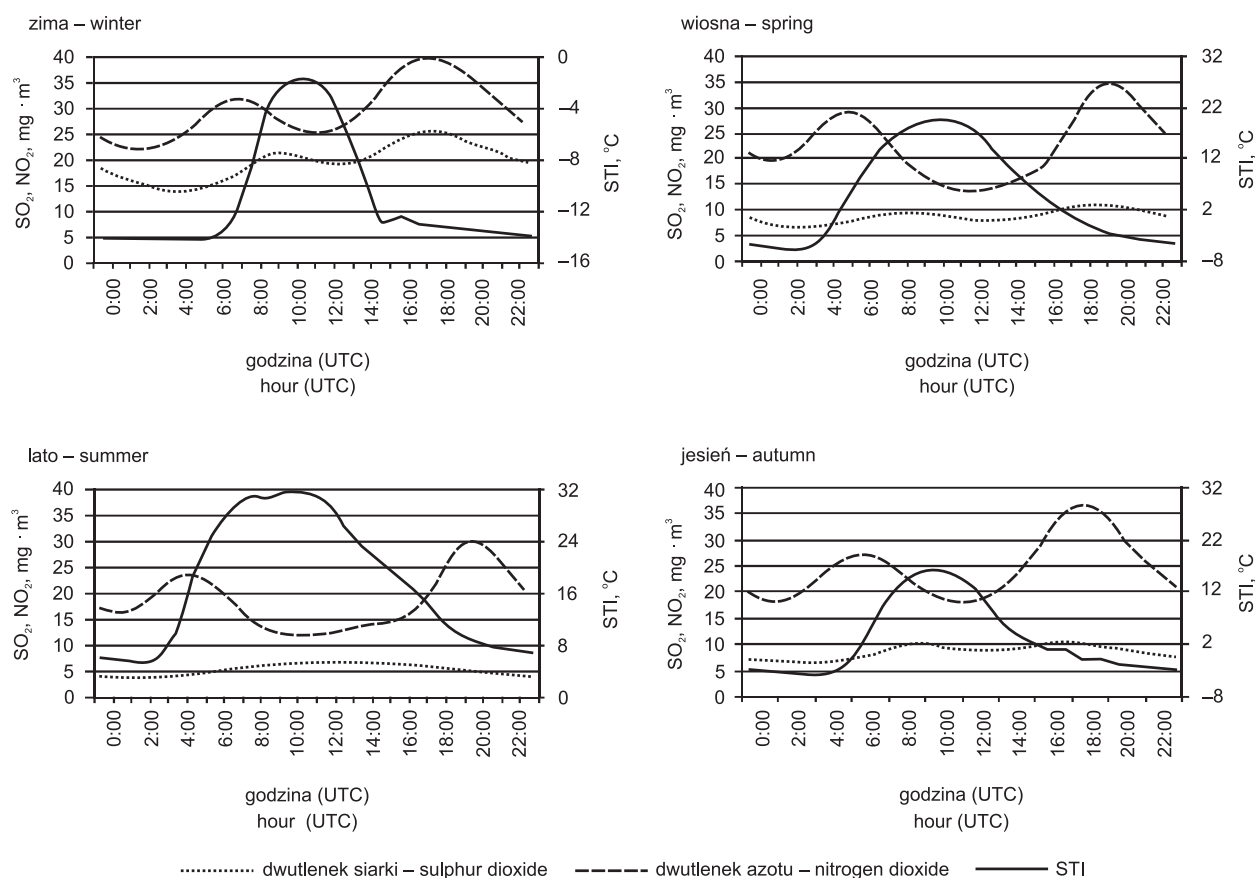 zima – winter
SO2, NO2, mg · m³
40
35
30
25
20
15
10
5
0
0
–4
–8
–12
–16
STI, °C
0:00 2:00 4:00 6:00 8:00 10:00 12:00 14:00 16:00 18:00 20:00 22:00
godzina (UTC)
hour (UTC)
wiosna – spring
SO2, NO2, mg · m³
40
35
30
25
20
15
10
5
0
32
22
12
2
–8
STI, °C
0:00 2:00 4:00 6:00 8:00 10:00 12:00 14:00 16:00 18:00 20:00 22:00
godzina (UTC)
hour (UTC)
lato – summer
SO2, NO2, mg · m³
40
35
30
25
20
15
10
5
0
32
24
16
8
0
STI, °C
0:00 2:00 4:00 6:00 8:00 10:00 12:00 14:00 16:00 18:00 20:00 22:00
godzina (UTC)
hour (UTC)
jesień – autumn
SO2, NO2, mg · m³
40
35
30
25
20
15
10
5
0
32
22
12
2
–8
STI, °C
0:00 2:00 4:00 6:00 8:00 10:00 12:00 14:00 16:00 18:00 20:00 22:00
godzina (UTC)
hour (UTC)
dwutlenek siarki – sulphur dioxide dwutlenek azotu – nitrogen dioxide STI